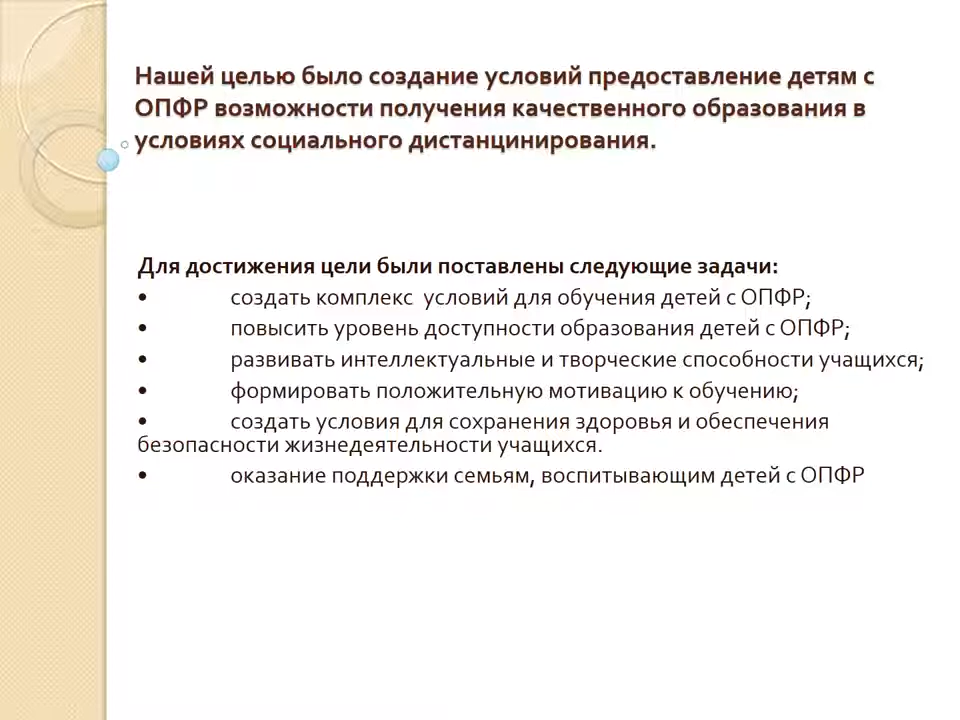 Нашей целью было создание условий предоставление детям с
ОПФР возможности получения качественного образования в
условиях социального дистанцинирования.
Для достижения цели были поставлены следующие задачи:
• создать комплекс условий для обучения детей с ОПФР;
• повысить уровень доступности образования детей с ОПФР;
• развивать интеллектуальные и творческие способности учащихся;
• формировать положительную мотивацию к обучению;
• создать условия для сохранения здоровья и обеспечения
безопасности жизнедеятельности учащихся.
• оказание поддержки семьям, воспитывающим детей с ОПФР